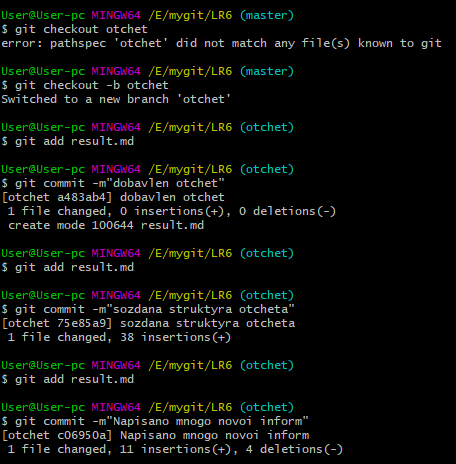 User@User-pc MINGW64 /E/mygit/LR6 (master)
$ git checkout otchet
error: pathspec 'otchet' did not match any file(s) known to git
User@User-pc MINGW64 /E/mygit/LR6 (master)
$ git checkout -b otchet
Switched to a new branch 'otchet'
User@User-pc MINGW64 /E/mygit/LR6 (otchet)
$ git add result.md
User@User-pc MINGW64 /E/mygit/LR6 (otchet)
$ git commit -m"dobavlen otchet"
[otchet a483ab4] dobavlen otchet
1 file changed, 0 insertions(+), 0 deletions(-)
create mode 100644 result.md
User@User-pc MINGW64 /E/mygit/LR6 (otchet)
$ git add result.md
User@User-pc MINGW64 /E/mygit/LR6 (otchet)
$ git commit -m"sozdana struktyra otcheta"
[otchet 75e85a9] sozdana struktyra otcheta
1 file changed, 38 insertions(+)
User@User-pc MINGW64 /E/mygit/LR6 (otchet)
$ git add result.md
User@User-pc MINGW64 /E/mygit/LR6 (otchet)
$ git commit -m"Napisano mnogo novoi inform"
[otchet c06950a] Napisano mnogo novoi inform
1 file changed, 11 insertions(+), 4 deletions(-)